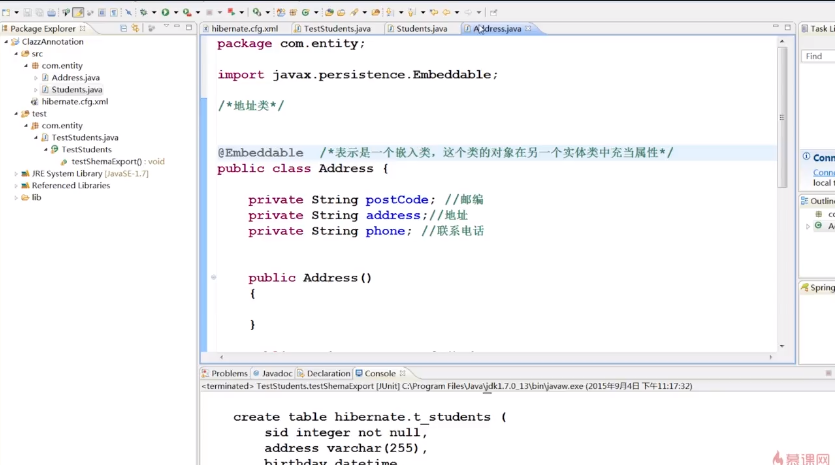 Package Explorer
ClazzAnnotation
src
com.entity
Address.java
Students.java
hibernate.cfg.xml
test
com.entity
TestStudents.java
TestStudents
testShemaExport() : void
JRE System Library [JavaSE-1.7]
Referenced Libraries
lib
hibernate.cfg.xml TestStudents.java Students.java Address.java
package com.entity;
import javax.persistence.Embeddable;
/*地址类*/
@Embeddable /*表示是一个嵌入类，这个类的对象在另一个实体类中充当属性*/
public class Address {
private String postCode; //邮编
private String address;//地址
private String phone; //联系电话
public Address()
{
}
Problems Javadoc Declaration Console
<terminated> TestStudents.testShemaExport [JUnit] C:\Program Files\Java\jdk1.7.0_13\bin\javaw.exe (2015年9月4日 下午11:17:32)
create table hibernate.t_students (
sid integer not null,
address varchar(255),
birthday datetime
Task Li
Find
Conn
Conne
local t
Outlin
co
Spring
慕课网